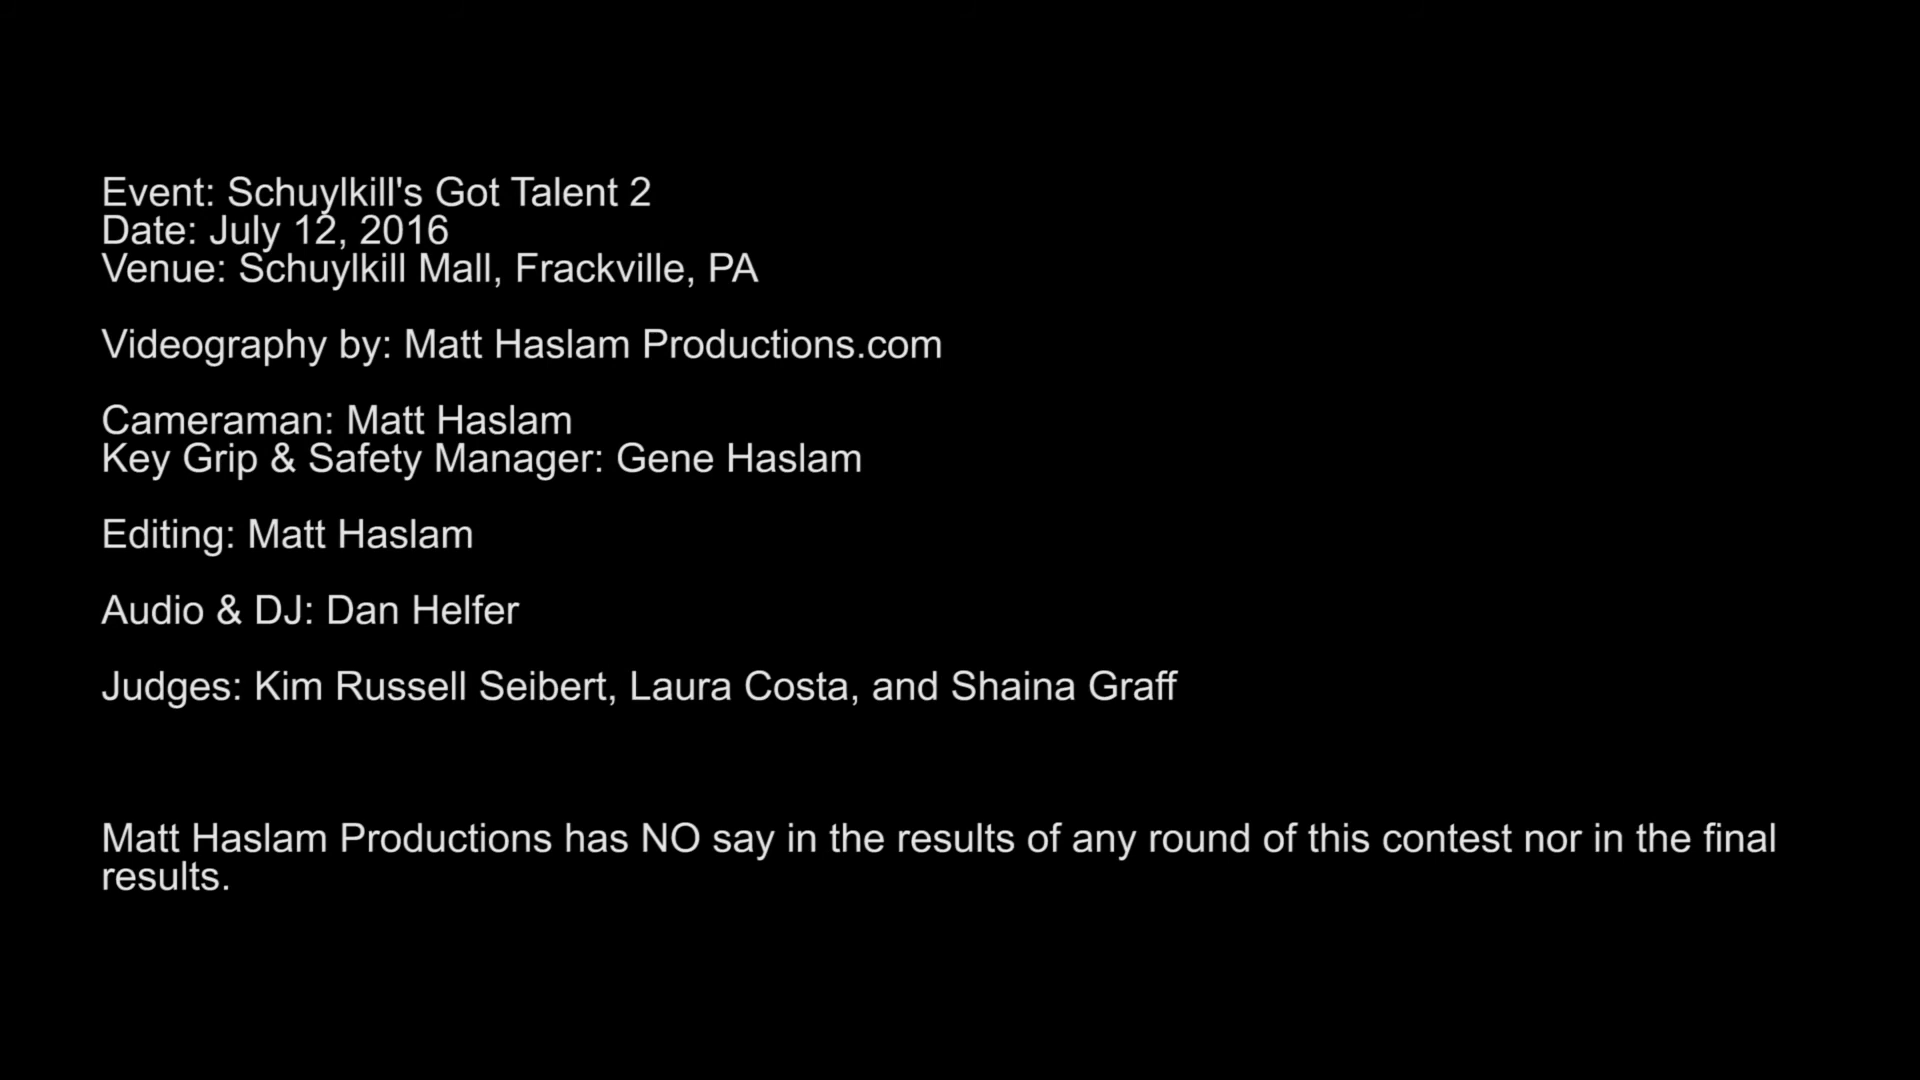 Event: Schuylkill's Got Talent 2
Date: July 12, 2016
Venue: Schuylkill Mall, Frackville, PA
Videography by: Matt Haslam Productions.com
Cameraman: Matt Haslam
Key Grip & Safety Manager: Gene Haslam
Editing: Matt Haslam
Audio & DJ: Dan Helfer
Judges: Kim Russell Seibert, Laura Costa, and Shaina Graff
Matt Haslam Productions has NO say in the results of any round of this contest nor in the final
results.